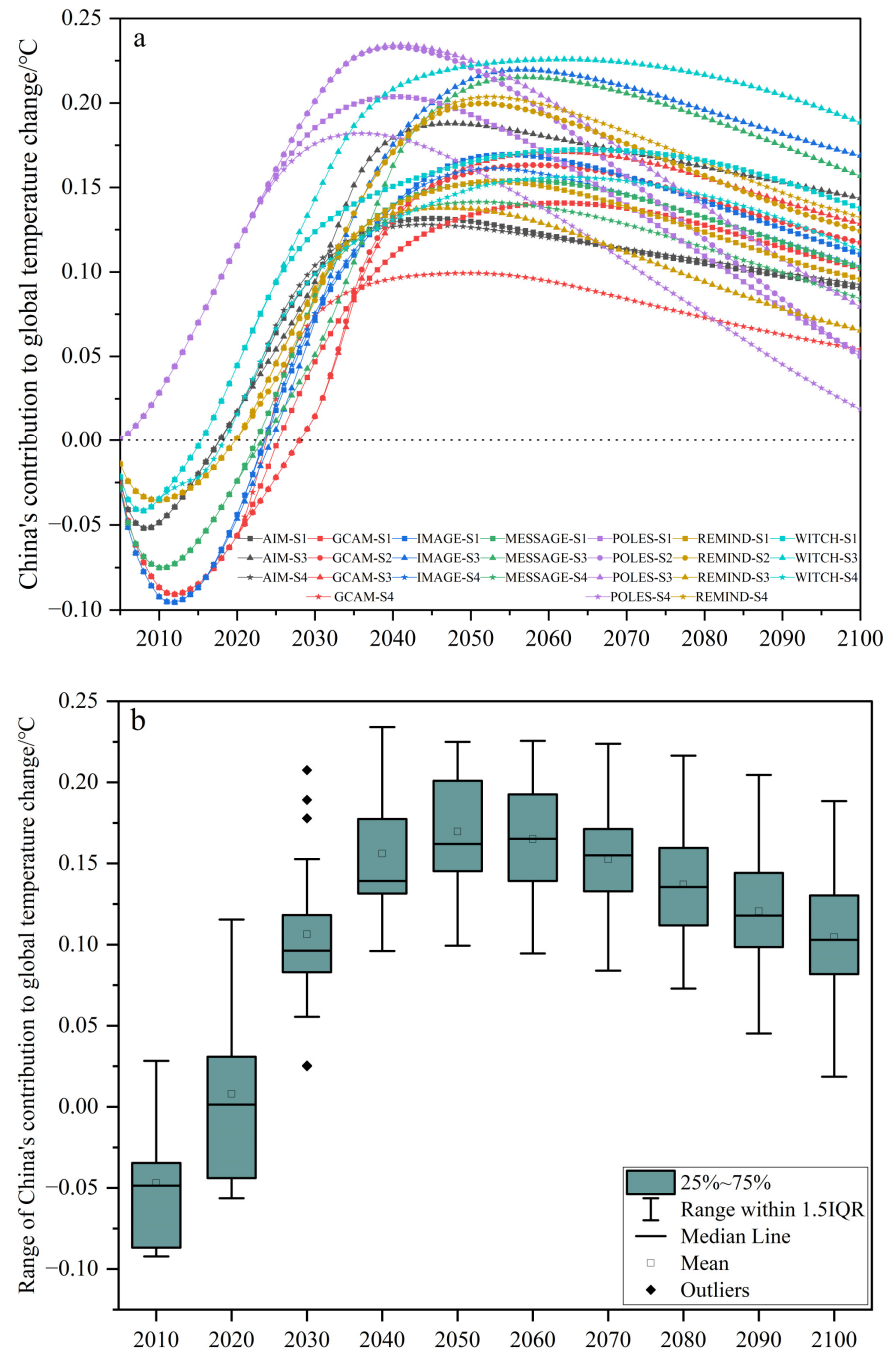 a
China's contribution to global temperature change/°C
0.25
0.20
0.15
0.10
0.05
0.00
−0.05
−0.10
AIM-S1 GCAM-S1 IMAGE-S1 MESSAGE-S1 POLES-S1 REMIND-S1 WITCH-S1
AIM-S3 GCAM-S2 IMAGE-S3 MESSAGE-S3 POLES-S2 REMIND-S2 WITCH-S3
AIM-S4 GCAM-S3 IMAGE-S4 MESSAGE-S4 POLES-S3 REMIND-S3 WITCH-S4
GCAM-S4 POLES-S4 REMIND-S4
2010 2020 2030 2040 2050 2060 2070 2080 2090 2100
b
Range of China's contribution to global temperature change/°C
0.25
0.20
0.15
0.10
0.05
0.00
−0.05
−0.10
25%~75%
Range within 1.5IQR
Median Line
Mean
Outliers
2010 2020 2030 2040 2050 2060 2070 2080 2090 2100